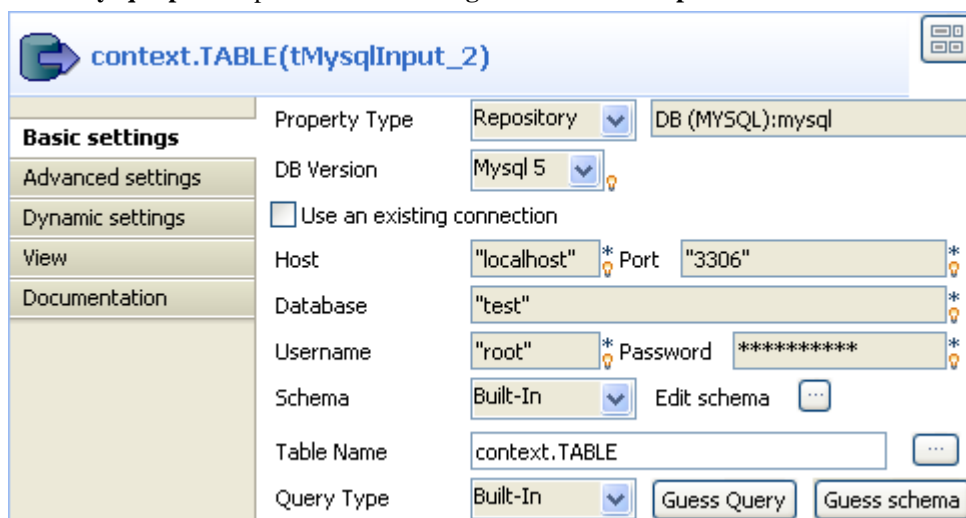 context.TABLE(tMysqlInput_2)
Basic settings
Advanced settings
Dynamic settings
View
Documentation
Property Type Repository DB (MYSQL):mysql
DB Version Mysql 5
Use an existing connection
Host "localhost" * Port "3306" *
Database "test" *
Username "root" * Password ********** *
Schema Built-In Edit schema ...
Table Name context.TABLE ...
Query Type Built-In Guess Query Guess schema